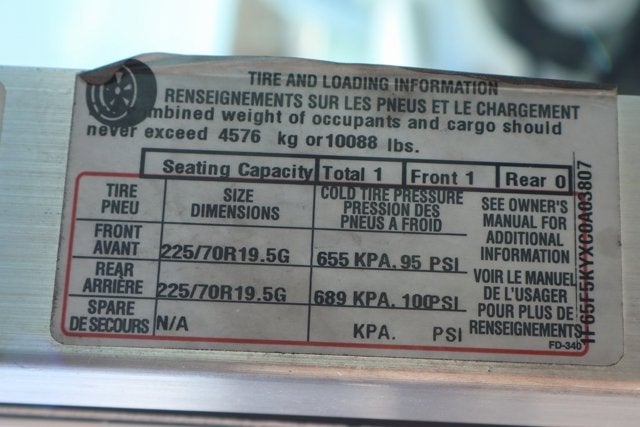 TIRE AND LOADING INFORMATION
RENSEIGNEMENTS SUR LES PNEUS ET LE CHARGEMENT
mbined weight of occupants and cargo should
never exceed 4576 kg or 10088 lbs.
Seating Capacity Total 1 Front 1 Rear 0
TIRE PNEU
SIZE DIMENSIONS
COLD TIRE PRESSURE
PRESSION DES
PNEUS A FROID
SEE OWNER'S
MANUAL FOR
ADDITIONAL
INFORMATION
FRONT
AVANT 225/70R19.5G 655 KPA. 95 PSI
REAR
ARRIÈRE 225/70R19.5G 689 KPA. 100PSI
VOIR LE MANUEL
DE L'USAGER
POUR PLUS DE
RENSEIGNEMENTS
SPARE
DE SECOURS N/A KPA. PSI
FD-340